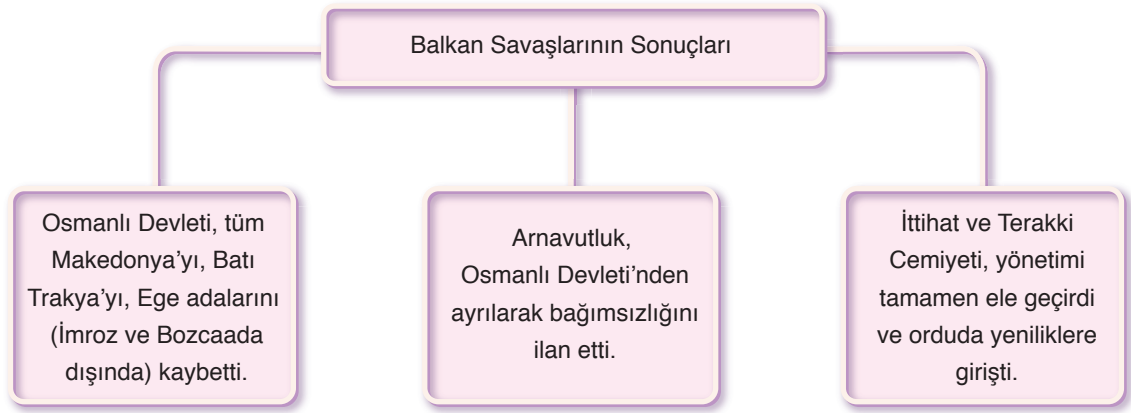 Balkan Savaşlarının Sonuçları
Osmanlı Devleti, tüm
Makedonya’yı, Batı
Trakya’yı, Ege adalarını
(İmroz ve Bozcaada
dışında) kaybetti.
Arnavutluk,
Osmanlı Devleti’nden
ayrılarak bağımsızlığını
ilan etti.
İttihat ve Terakki
Cemiyeti, yönetimi
tamamen ele geçirdi
ve orduda yeniliklere
girişti.